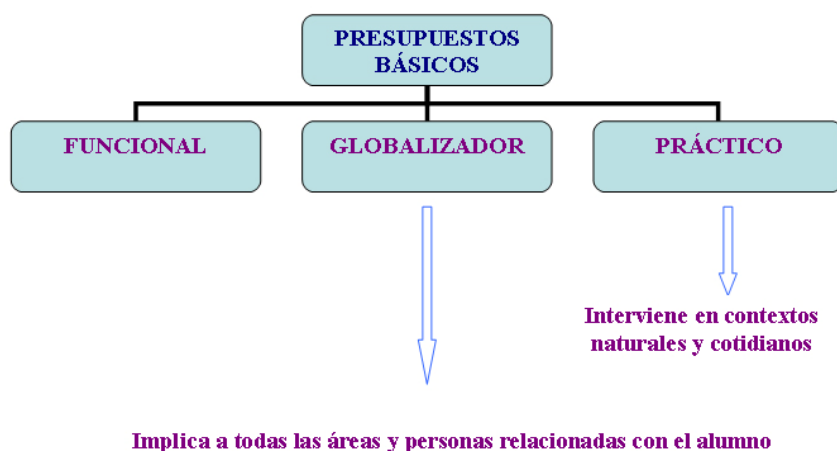 PRESUPUESTOS
BÁSICOS
FUNCIONAL
GLOBALIZADOR
PRÁCTICO
Interviene en contextos
naturales y cotidianos
Implica a todas las áreas y personas relacionadas con el alumno